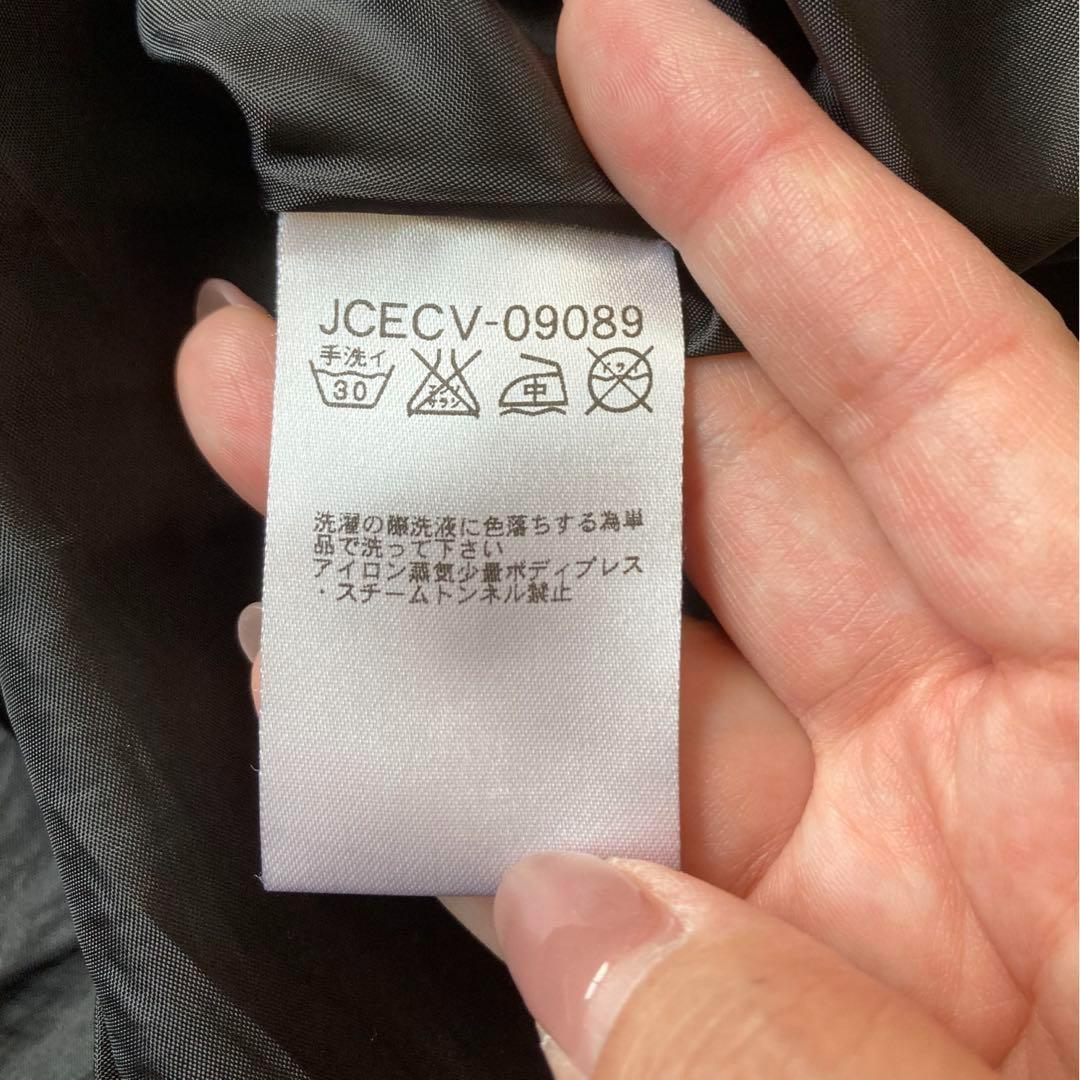 JCECV-09089
手洗イ
30
エンソ
サラシ
中
ドライ
洗濯の際洗液に色落ちする為単
品で洗って下さい
アイロン蒸気少量ボディプレス
・スチームトンネル禁止